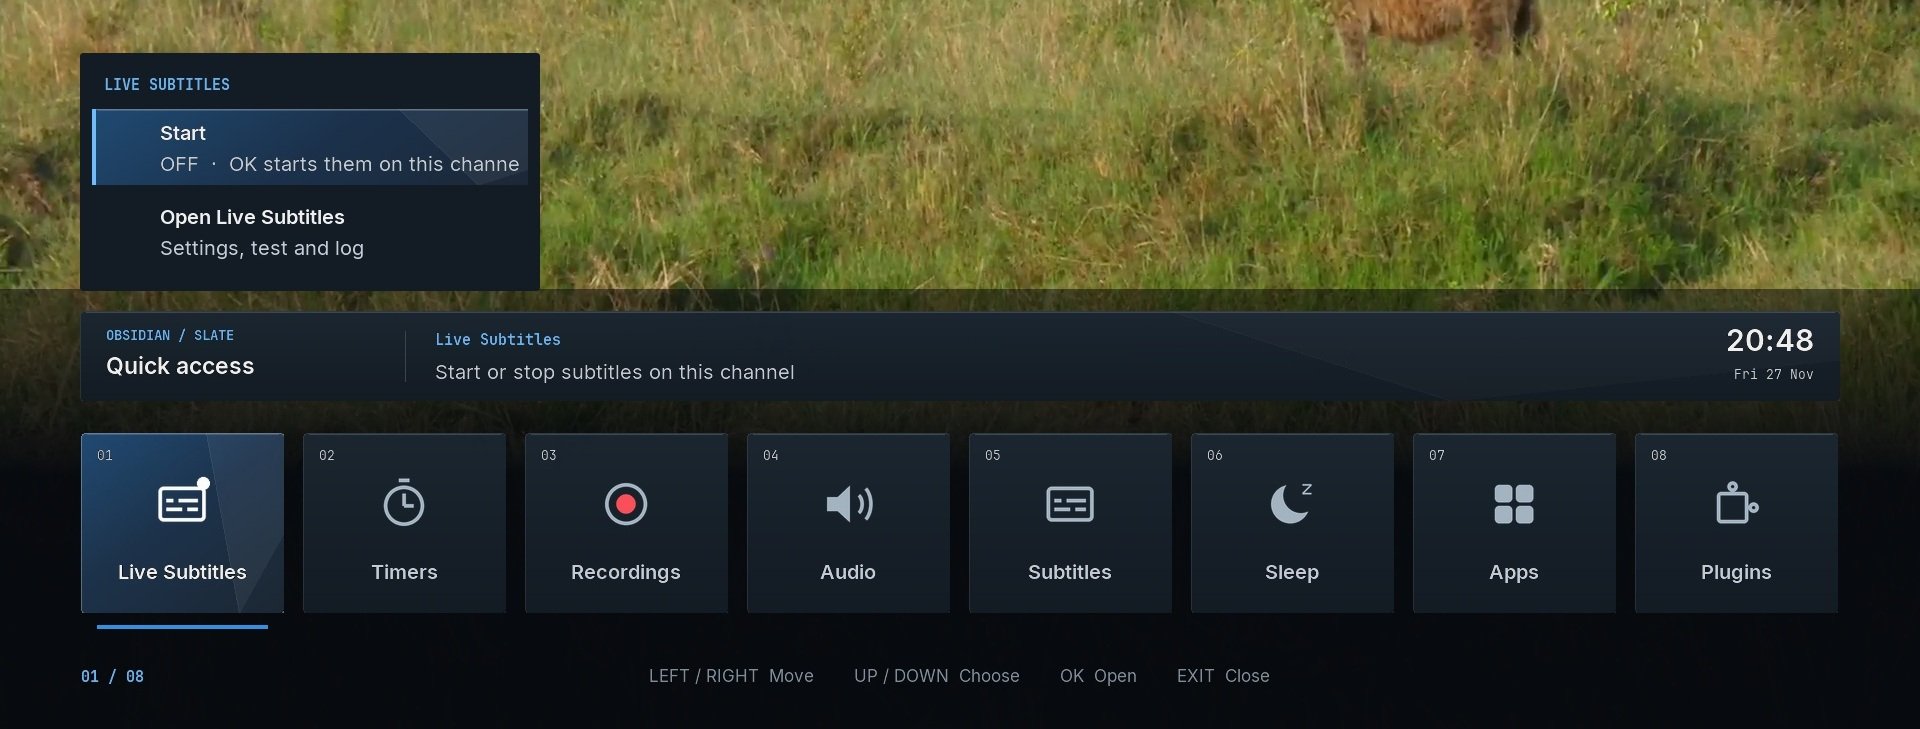 LIVE SUBTITLES
Start
OFF · OK starts them on this channe
Open Live Subtitles
Settings, test and log
OBSIDIAN / SLATE
Quick access
Live Subtitles
Start or stop subtitles on this channel
20:48
Fri 27 Nov
01
02
03
04
05
06
07
08
Live Subtitles
Timers
Recordings
Audio
Subtitles
Sleep
Apps
Plugins
01 / 08
LEFT / RIGHT Move UP / DOWN Choose OK Open EXIT Close